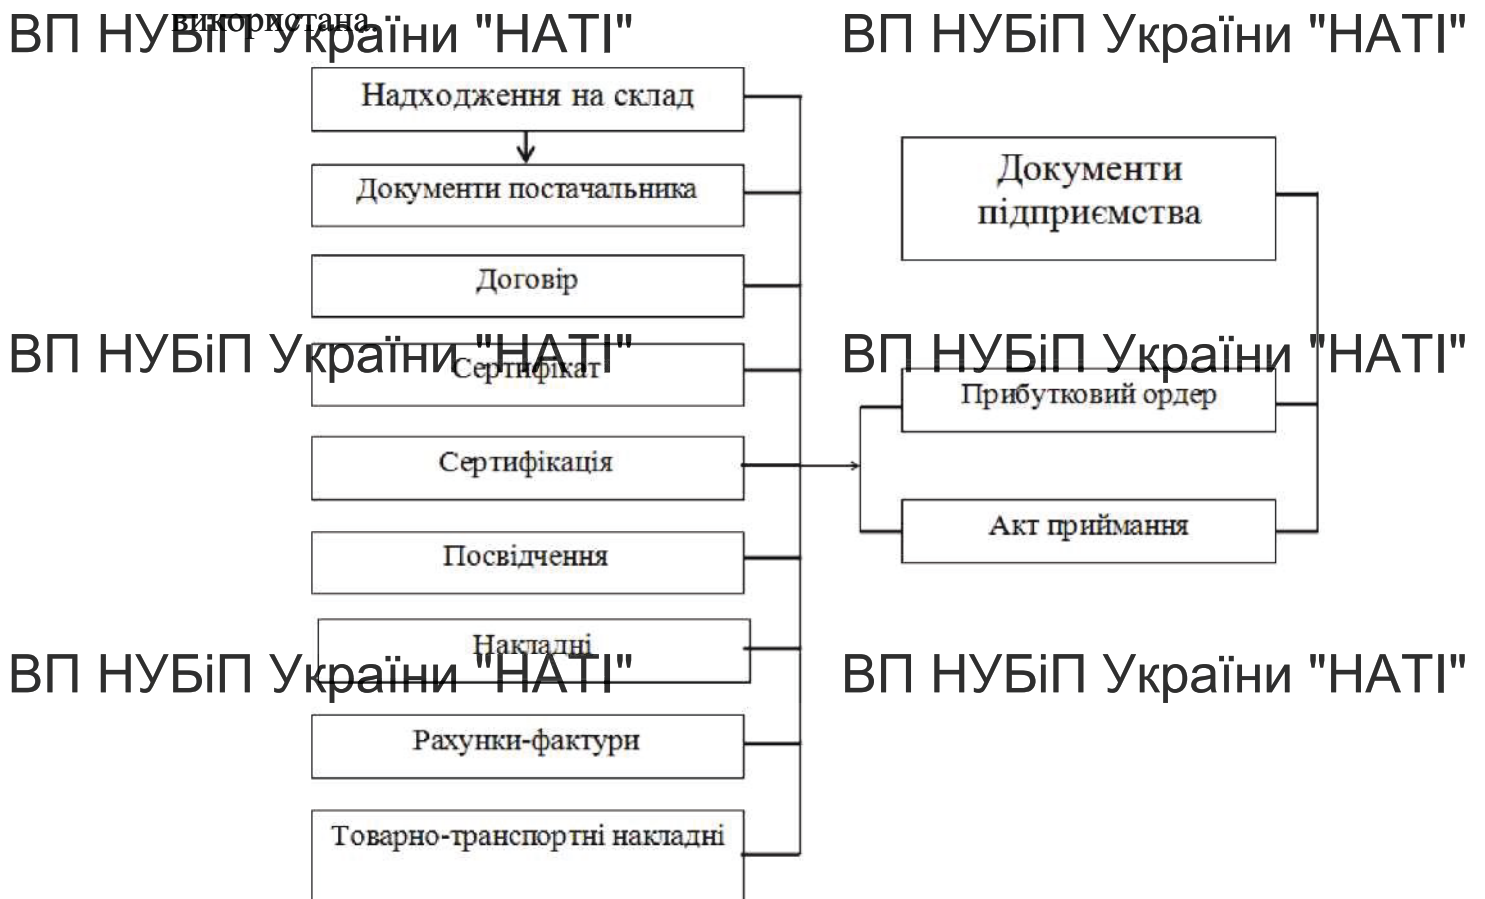 використана.
ВП НУБіП України "НАТІ" ВП НУБіП України "НАТІ"
Надходження на склад
Документи постачальника
Договір
Сертифікат
Сертифікація
Посвідчення
Накладні
Рахунки-фактури
Товарно-транспортні накладні
Документи
підприємства
Прибутковий ордер
Акт приймання
ВП НУБіП України "НАТІ" ВП НУБіП України "НАТІ"
ВП НУБіП України "НАТІ" ВП НУБіП України "НАТІ"